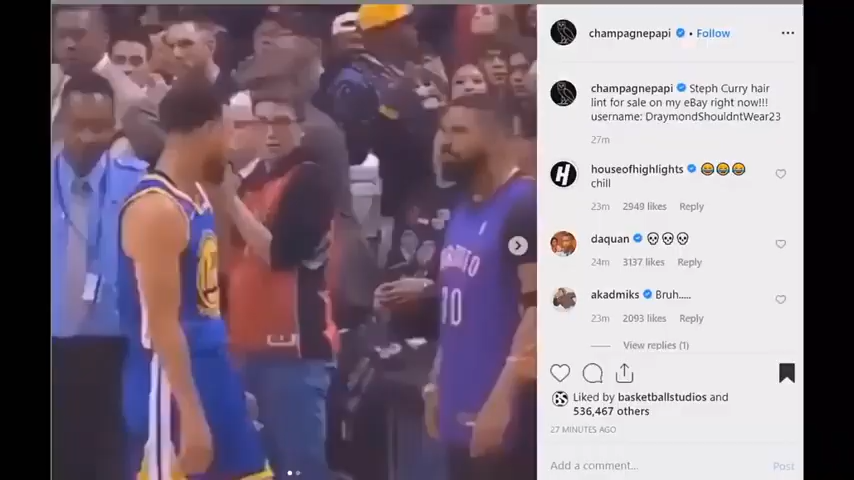 champagnepapi • Follow
champagnepapi Steph Curry hair
lint for sale on my eBay right now!!!
username: DraymondShouldntWear23
27m
houseofhighlights 😂😂😂
chill
23m 2949 likes Reply
daquan 💀💀💀
24m 3137 likes Reply
akadmiks Bruh.....
23m 2093 likes Reply
View replies (1)
Liked by basketballstudios and
536,467 others
27 MINUTES AGO
Add a comment... Post